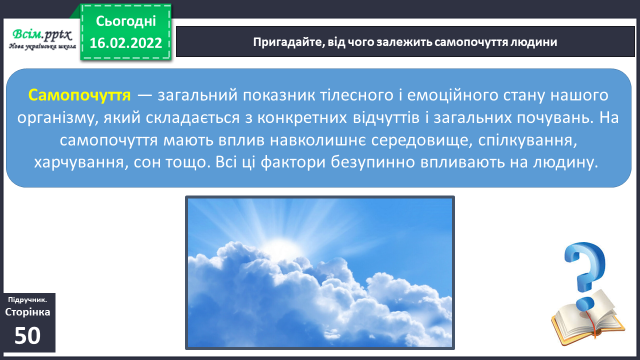 Всім.pptx
Нова українська школа
Сьогодні
16.02.2022
Пригадайте, від чого залежить самопочуття людини
Самопочуття — загальний показник тілесного і емоційного стану нашого
організму, який складається з конкретних відчуттів і загальних почувань. На
самопочуття мають вплив навколишнє середовище, спілкування,
харчування, сон тощо. Всі ці фактори безупинно впливають на людину.
Підручник.
Сторінка
50